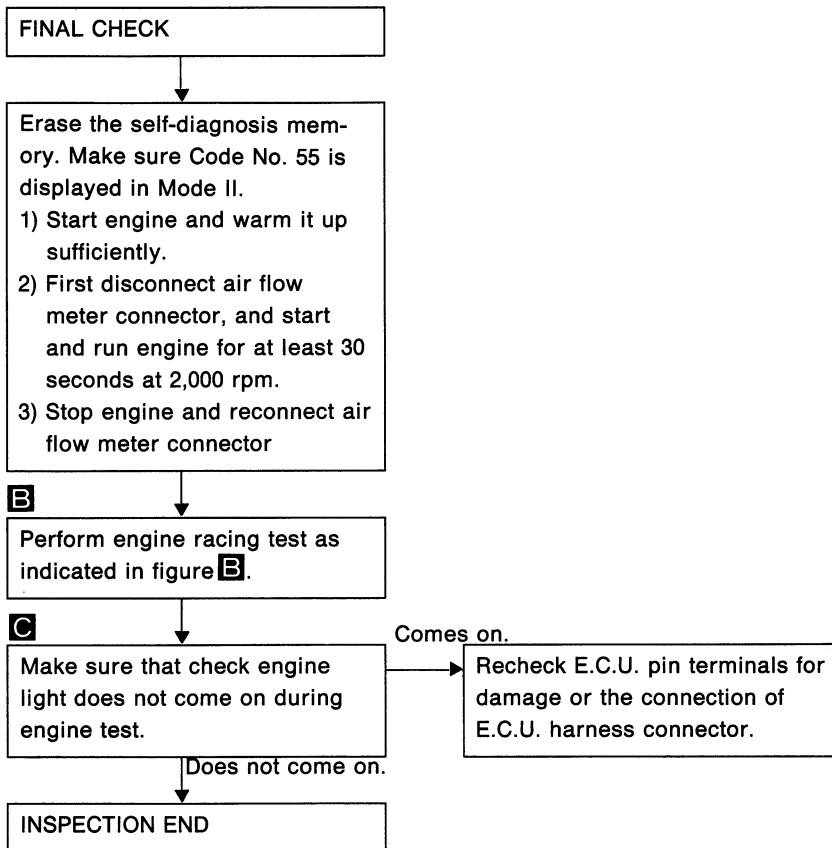 FINAL CHECK
Erase the self-diagnosis mem-
ory. Make sure Code No. 55 is
displayed in Mode II.
1) Start engine and warm it up
sufficiently.
2) First disconnect air flow
meter connector, and start
and run engine for at least 30
seconds at 2,000 rpm.
3) Stop engine and reconnect air
flow meter connector
B
Perform engine racing test as
indicated in figure B.
C
Make sure that check engine
light does not come on during
engine test.
Comes on.
Recheck E.C.U. pin terminals for
damage or the connection of
E.C.U. harness connector.
Does not come on.
INSPECTION END